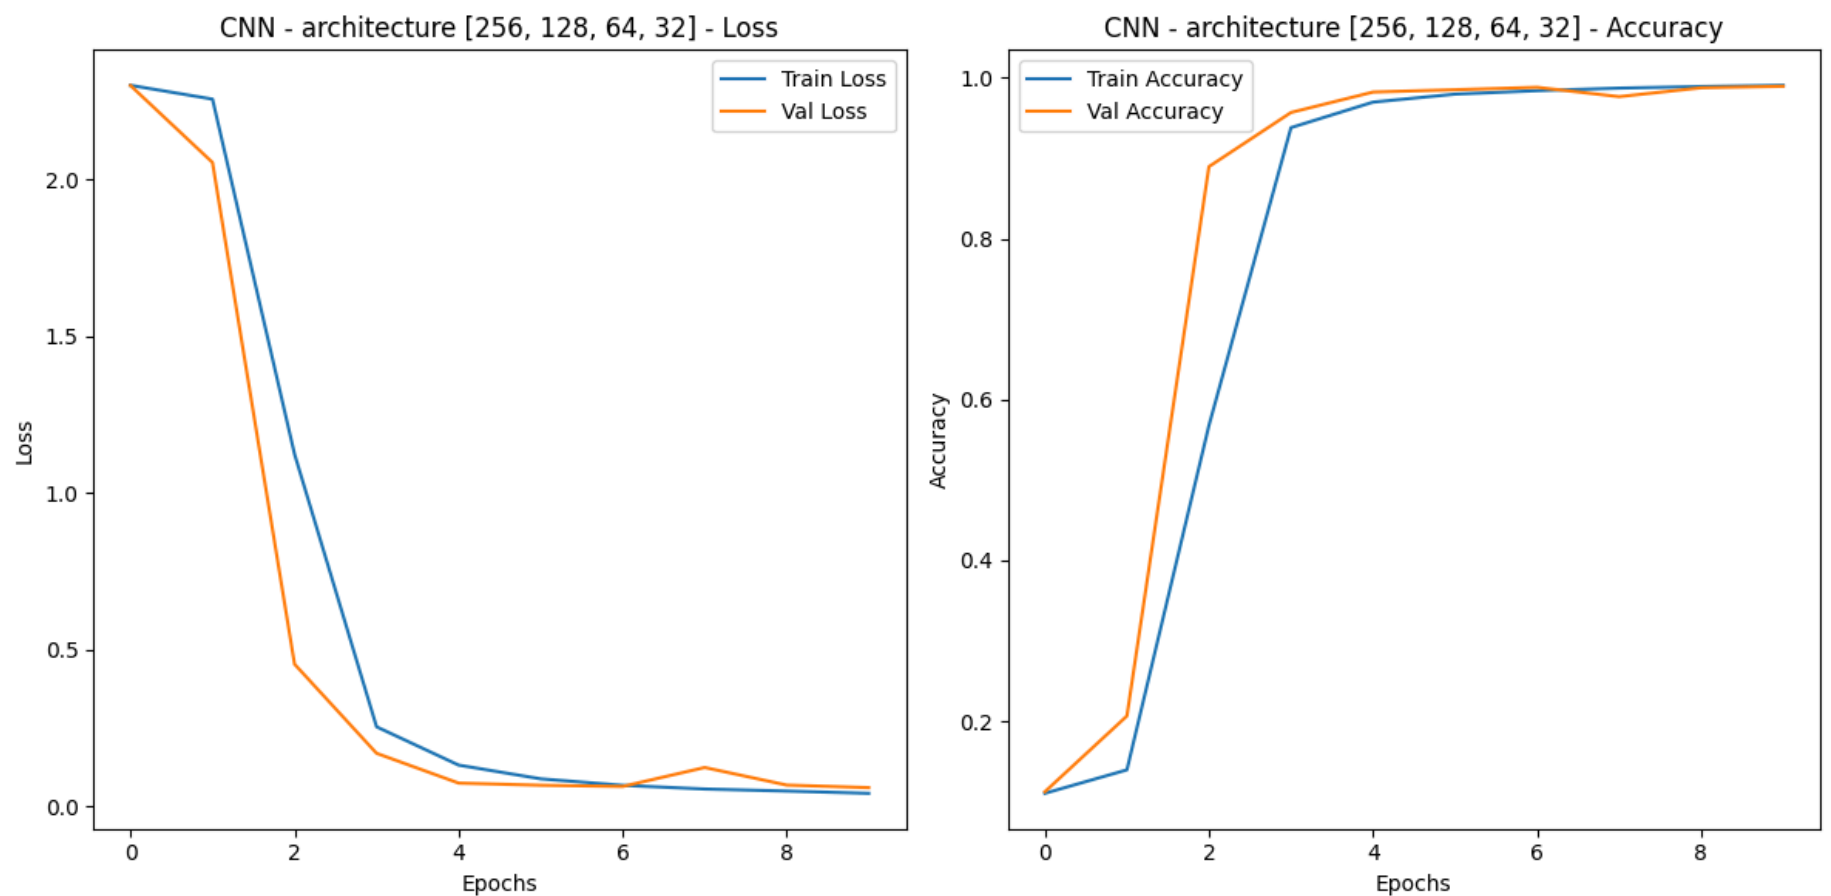 CNN - architecture [256, 128, 64, 32] - Loss
Train Loss
Val Loss
2.0
1.5
1.0
0.5
0.0
Loss
0 2 4 6 8
Epochs
CNN - architecture [256, 128, 64, 32] - Accuracy
Train Accuracy
Val Accuracy
1.0
0.8
0.6
0.4
0.2
Accuracy
0 2 4 6 8
Epochs